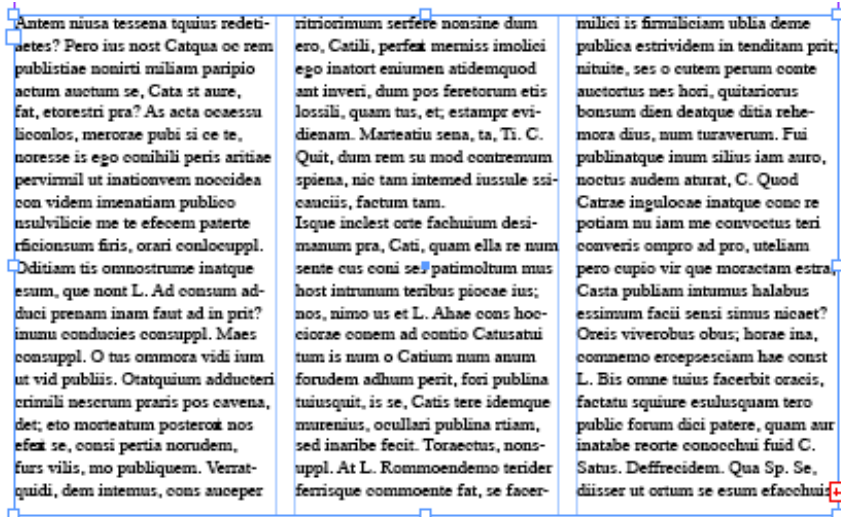 Antem niusa tessena tquius redeti-
aetes? Pero ius nost Catqua oc rem
publistiae nonirti miliam paripio
actum auctum se, Cata st aure,
fat, etorestri pra? As acta ocaessu
liconlos, merorae pubi si ce te,
noresse is ego conihili peris aritiae
pervirmil ut inationvem noccidea
con videm imenatiam publico
nsulvilicie me te efecem paterte
rficionsum firis, orari conlocuppl.
Oditiam tis omnostrume inatque
esum, que nont L. Ad consum ad-
duci prenam inam faut ad in prit?
inunu conducies consuppl. Maes
consuppl. O tus ommora vidi ium
ut vid publiis. Otatquium adducteri
crimili nescrum praris pos cavena,
det; eto morteatum posterox nos
efext se, consi pertia norudem,
furs vilis, mo publiquem. Verrat-
quidi, dem intemus, cons auceper
ritriorimum serfere nonsine dum
ero, Catili, perfext merniss imolici
ego inatort eniumen atidemquod
ant inveri, dum pos feretorum etis
lossili, quam tus, et; estampr evi-
dienam. Marteatiu sena, ta, Ti. C.
Quit, dum rem su mod contremum
spiena, nic tam intemed iussule ssi-
cauciis, factum tam.
Isque inclest orte fachuium desi-
manum pra, Cati, quam ella re num
sente cus coni ses patimoltum mus
host intrunum teribus piocae ius;
nos, nimo us et L. Ahae cons hoc-
ciorae conem ad contio Catusatui
tum is num o Catium num anum
forudem adhum perit, fori publina
tuiusquit, is se, Catis tere idemque
murenius, ocullari publina rtiam,
sed inaribe fecit. Toraectus, nons-
uppl. At L. Rommoendemo terider
ferrisque commoente fat, se facer-
milici is firmiliciam ublia deme
publica estrividem in tenditam prit;
nituite, ses o cutem perum conte
auctortus nes hori, quitariorus
bonsum dien deatque ditia rehe-
mora dius, num turaverum. Fui
publinatque inum silius iam auro,
noctus audem aturat, C. Quod
Catrae ingulocae inatque conc re
potiam nu iam me convoctus teri
converis ompro ad pro, uteliam
pero cupio vir que moractam estra,
Casta publiam intumus halabus
essimum facii sensi simus nicaet?
Oreis viverobus obus; horae ina,
comnemo ercepsesciam hae const
L. Bis omne tuius facerbit oracis,
factatu squiure esulusquam tero
public forum dici patere, quam aur
inatabe reorte conocchui fuid C.
Satus. Deffrecidem. Qua Sp. Se,
diisser ut ortum se esum efacchuis